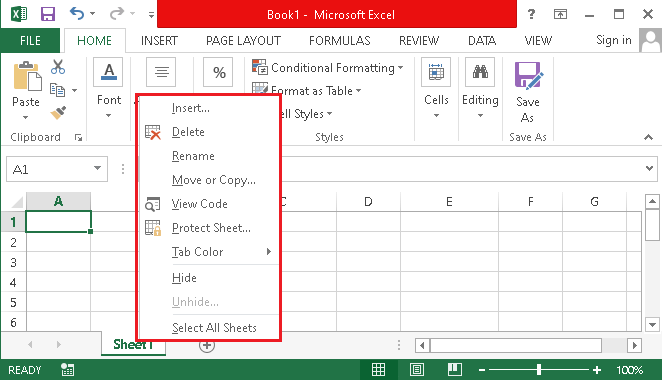 Book1 - Microsoft Excel
FILE HOME INSERT PAGE LAYOUT FORMULAS REVIEW DATA VIEW Sign in
Paste
Font
%
Conditional Formatting
Format as Table
Cell Styles
Cells
Editing
Save As
Clipboard
Styles
Save As
A1
A
C D E F G
1
2
3
4
5
6
Insert...
Delete
Rename
Move or Copy...
View Code
Protect Sheet...
Tab Color
Hide
Unhide...
Select All Sheets
Sheet1
READY
100%